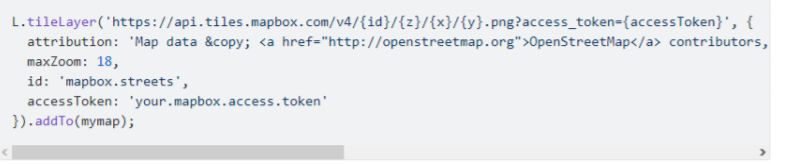 L.tileLayer('https://api.tiles.mapbox.com/v4/{id}/{z}/{x}/{y}.png?access_token={accessToken}', {
attribution: 'Map data &copy; <a href="http://openstreetmap.org">OpenStreetMap</a> contributors,
maxZoom: 18,
id: 'mapbox.streets',
accessToken: 'your.mapbox.access.token'
}).addTo(mymap);